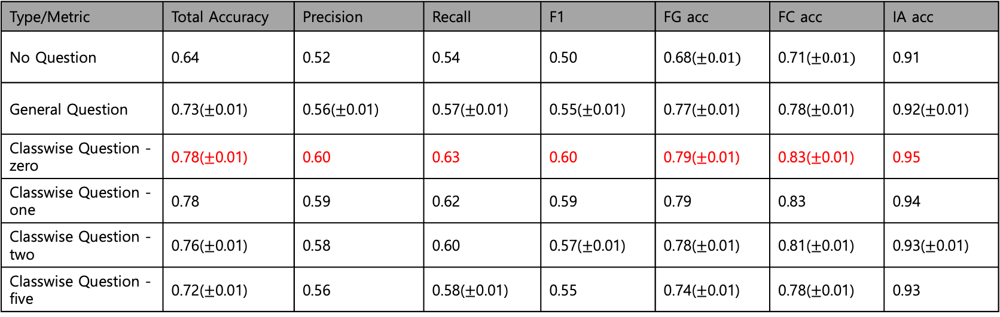 Type/Metric Total Accuracy Precision Recall F1 FG acc FC acc IA acc
No Question 0.64 0.52 0.54 0.50 0.68(±0.01) 0.71(±0.01) 0.91
General Question 0.73(±0.01) 0.56(±0.01) 0.57(±0.01) 0.55(±0.01) 0.77(±0.01) 0.78(±0.01) 0.92(±0.01)
Classwise Question -
zero 0.78(±0.01) 0.60 0.63 0.60 0.79(±0.01) 0.83(±0.01) 0.95
Classwise Question -
one 0.78 0.59 0.62 0.59 0.79 0.83 0.94
Classwise Question -
two 0.76(±0.01) 0.58 0.60 0.57(±0.01) 0.78(±0.01) 0.81(±0.01) 0.93(±0.01)
Classwise Question -
five 0.72(±0.01) 0.56 0.58(±0.01) 0.55 0.74(±0.01) 0.78(±0.01) 0.93